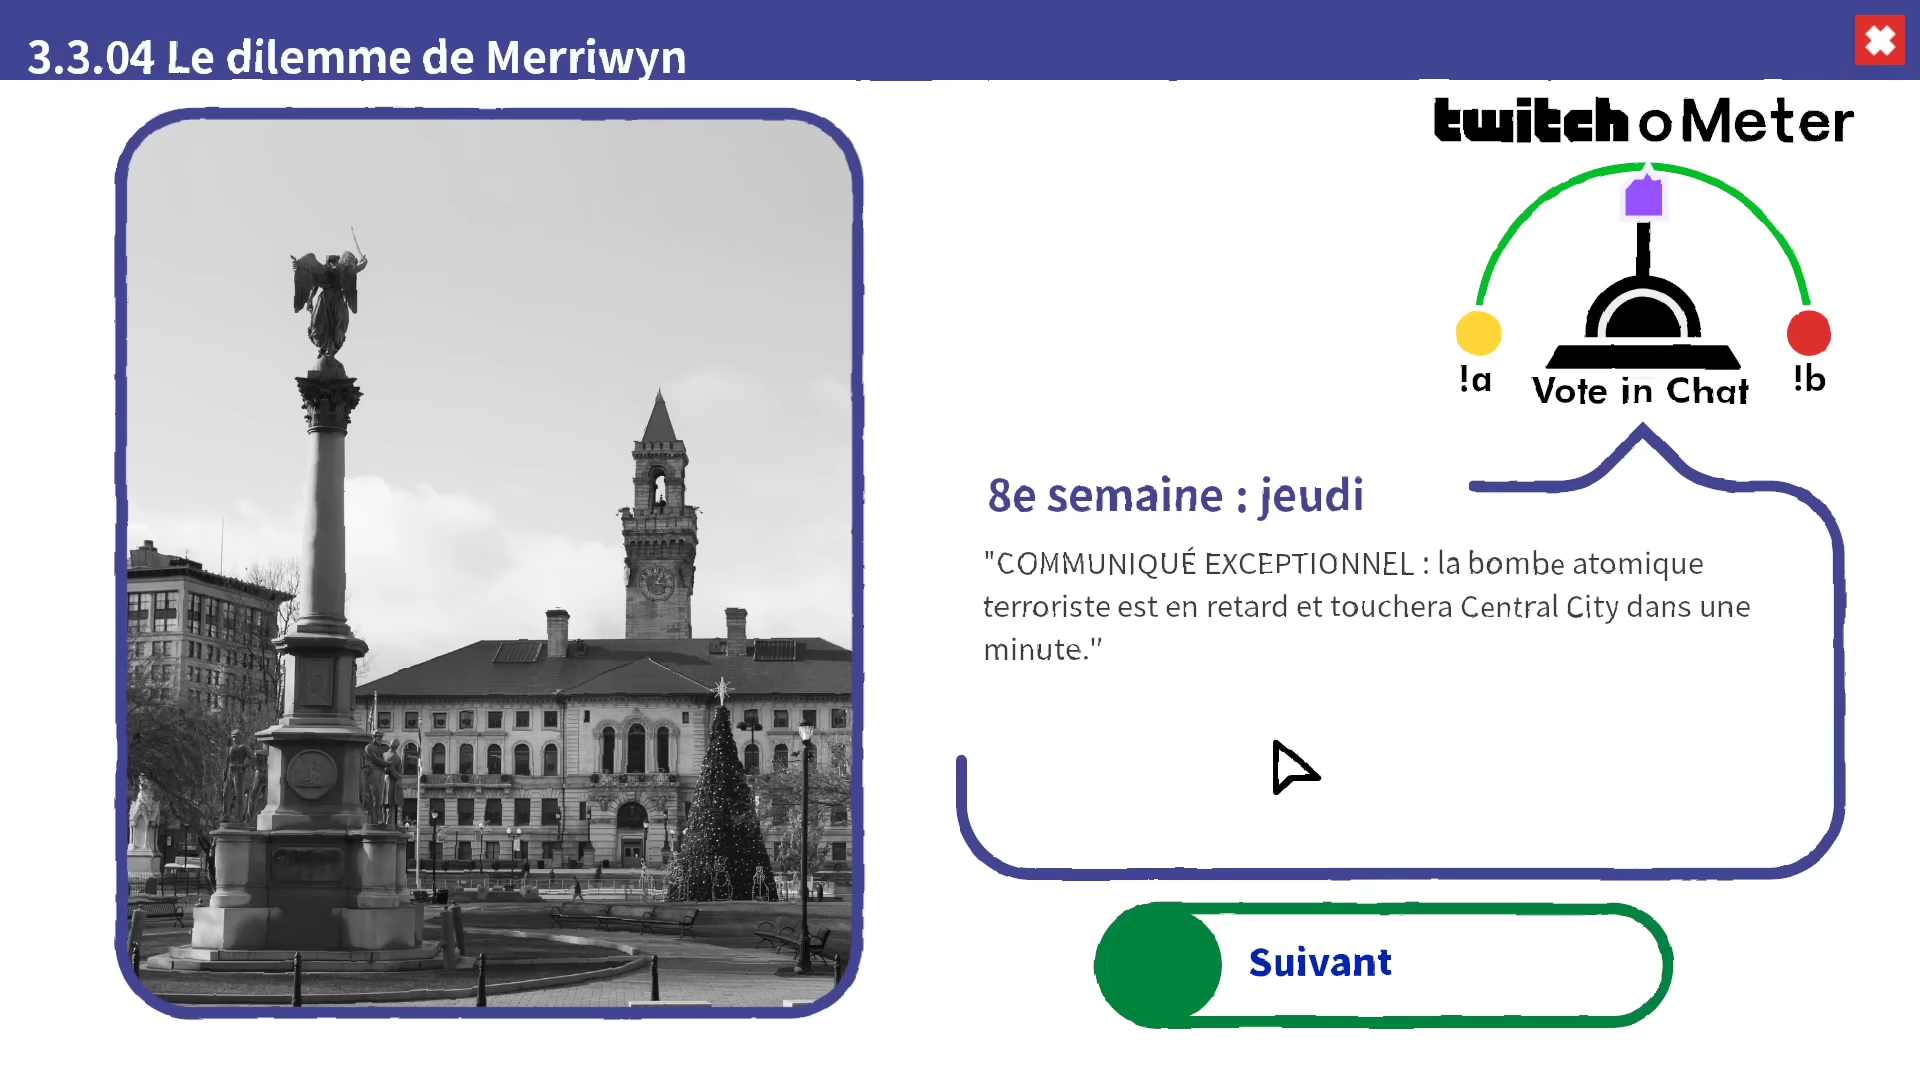 3.3.04 Le dilemme de Merriwyn
twitch o Meter
!a
Vote in Chat
!b
8e semaine : jeudi
"COMMUNIQUÉ EXCEPTIONNEL : la bombe atomique
terroriste est en retard et touchera Central City dans une
minute."
Suivant